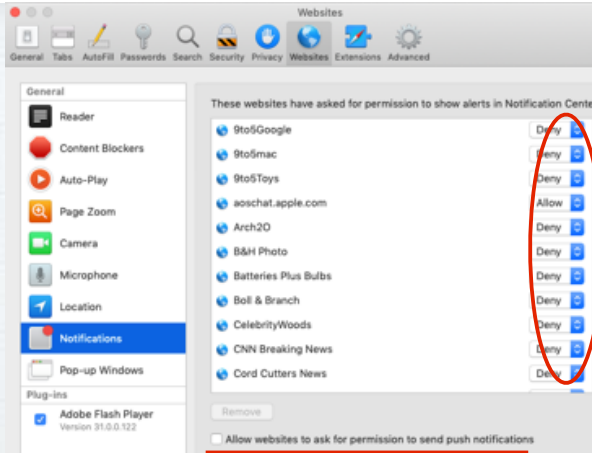 Websites
General Tabs AutoFill Passwords Search Security Privacy Websites Extensions Advanced
General
Reader
Content Blockers
Auto-Play
Page Zoom
Camera
Microphone
Location
Notifications
Pop-up Windows
Plug-ins
Adobe Flash Player
Version 31.0.0.122
These websites have asked for permission to show alerts in Notification Cente
9to5Google Deny
9to5mac Deny
9to5Toys Deny
aoschat.apple.com Allow
Arch2O Deny
B&H Photo Deny
Batteries Plus Bulbs Deny
Boll & Branch Deny
CelebrityWoods Deny
CNN Breaking News Deny
Cord Cutters News Deny
Remove
Allow websites to ask for permission to send push notifications